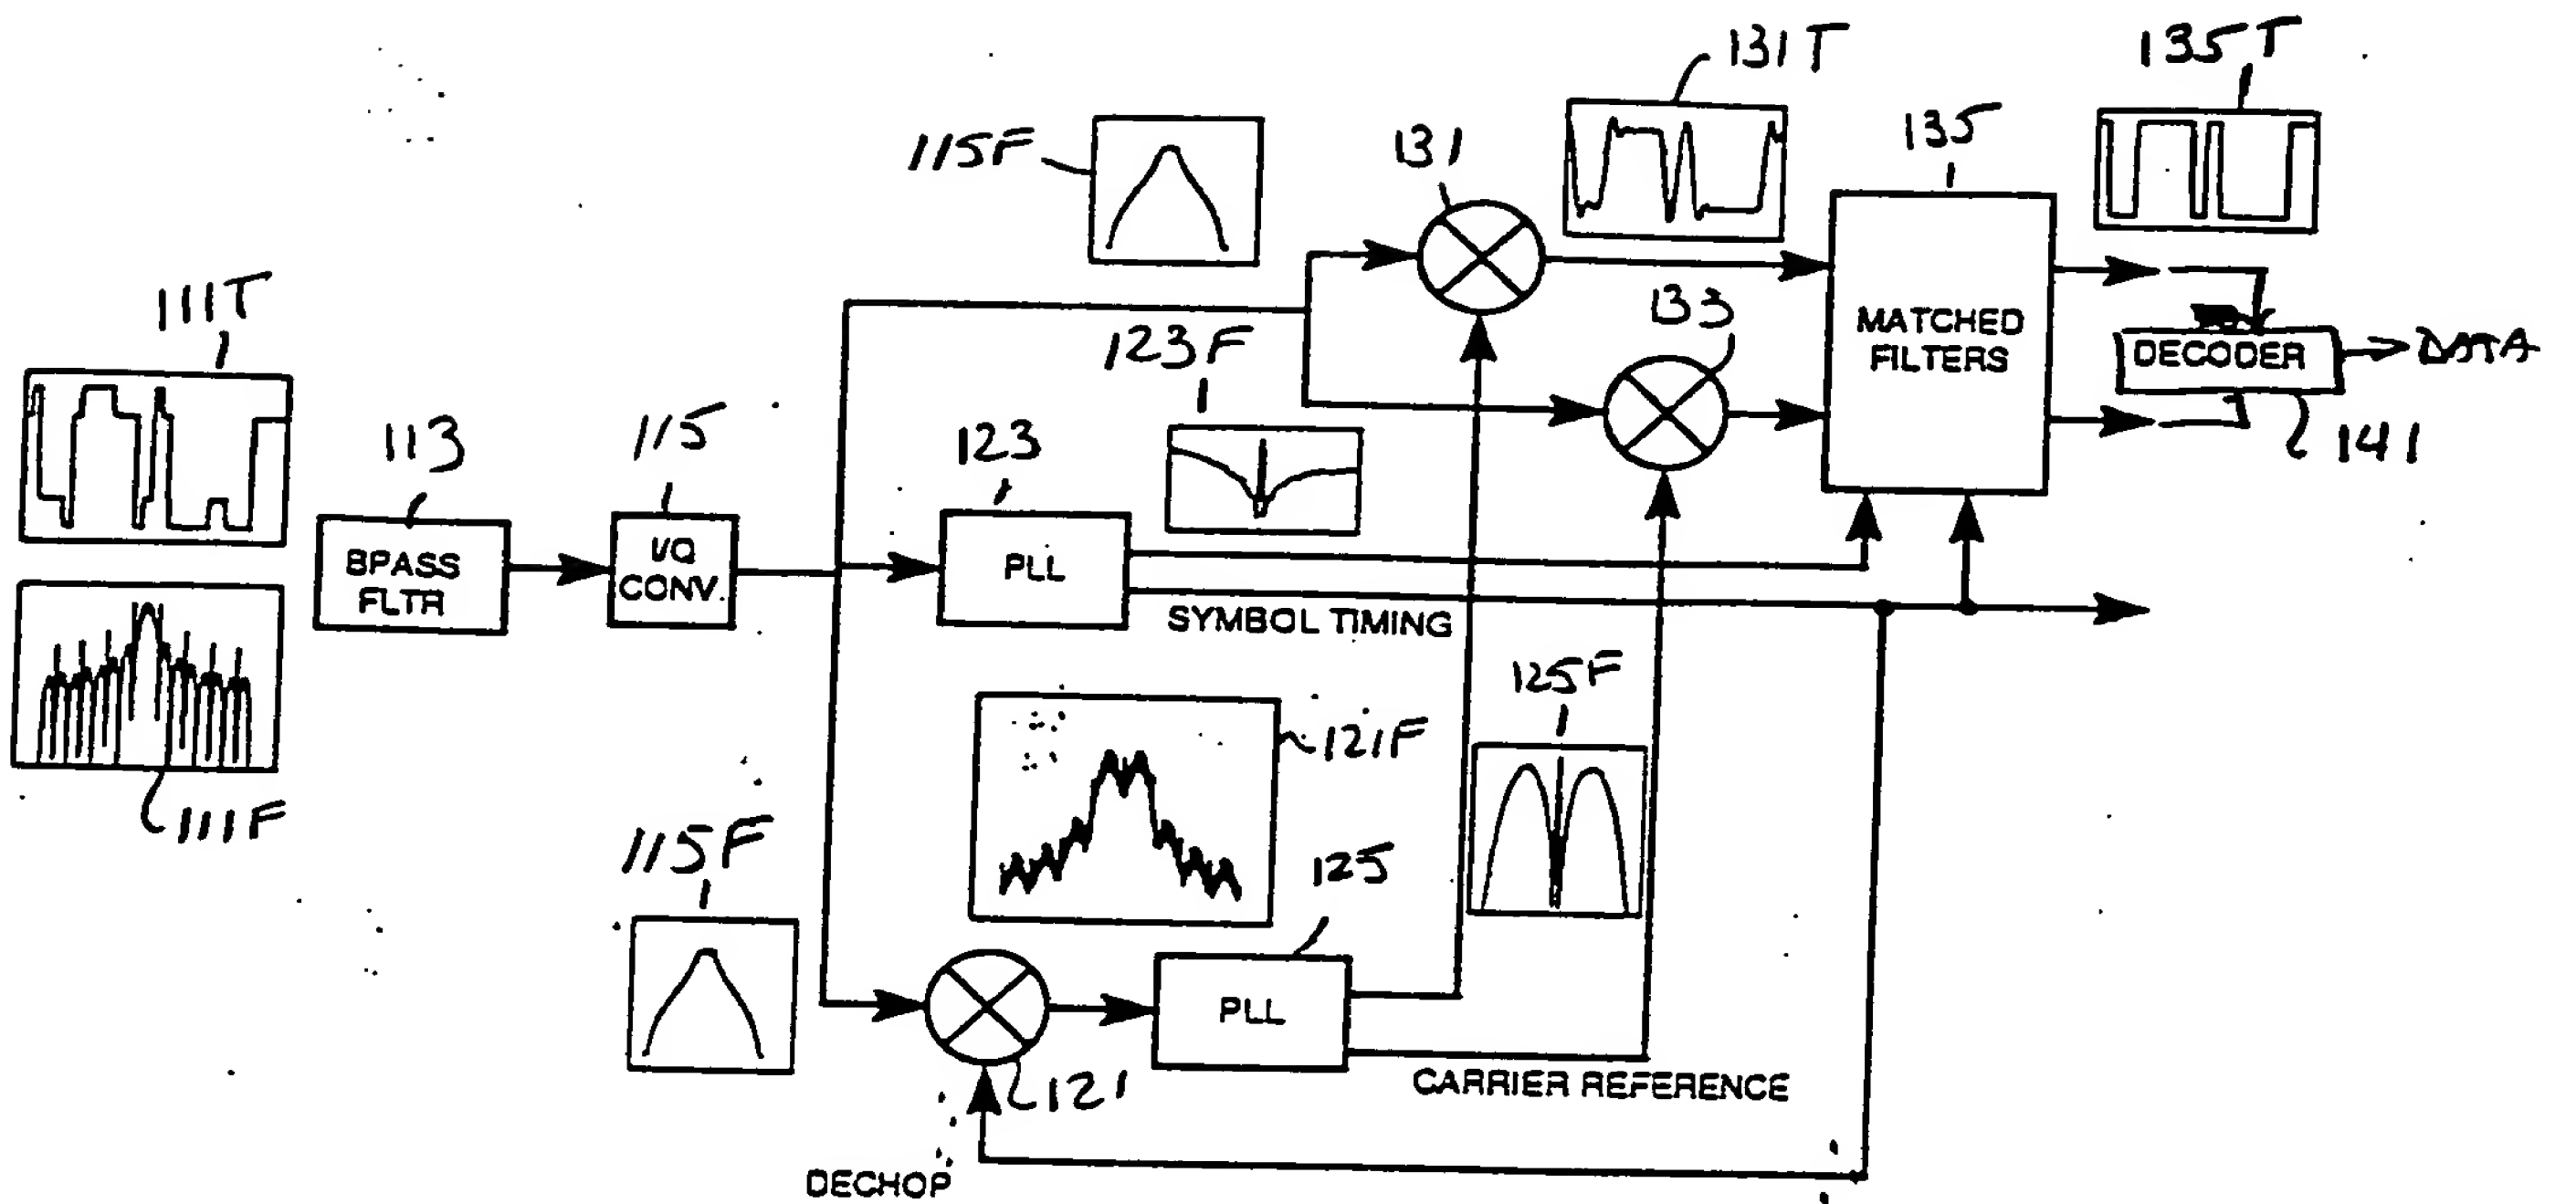 131T
135T
115F
131
135
111T
133
MATCHED
FILTERS
123F
DECODER
DATA
113
115
123
141
I/Q
CONV.
BPASS
FLTR
PLL
SYMBOL TIMING
125F
121F
111F
115F
125
PLL
CARRIER REFERENCE
121
DECHOP